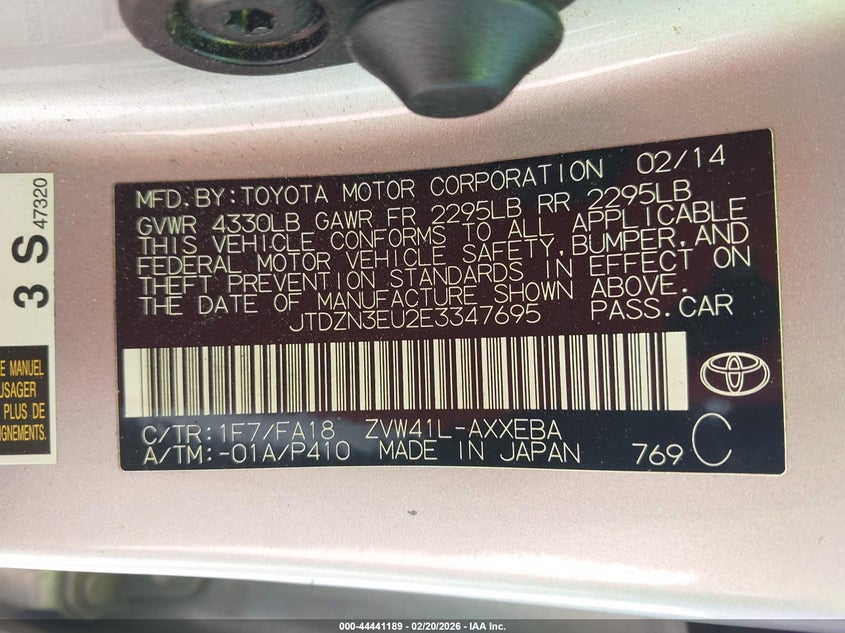 MFD.BY:TOYOTA MOTOR CORPORATION 02/14
GVWR 4330LB GAWR FR 2295LB RR 2295LB
THIS VEHICLE CONFORMS TO ALL APPLICABLE
FEDERAL MOTOR VEHICLE SAFETY,BUMPER,AND
THEFT PREVENTION STANDARDS IN EFFECT ON
THE DATE OF MANUFACTURE SHOWN ABOVE.
JTDZN3EU2E3347695 PASS.CAR
C/TR:1F7/FA18 ZVW41L-AXXEBA
A/TM:-01A/P410 MADE IN JAPAN 769 C
3 S 47320
E MANUEL
USAGER
PLUS DE
IGNEMENTS.
000-44441189 - 02/20/2026 - IAA Inc.